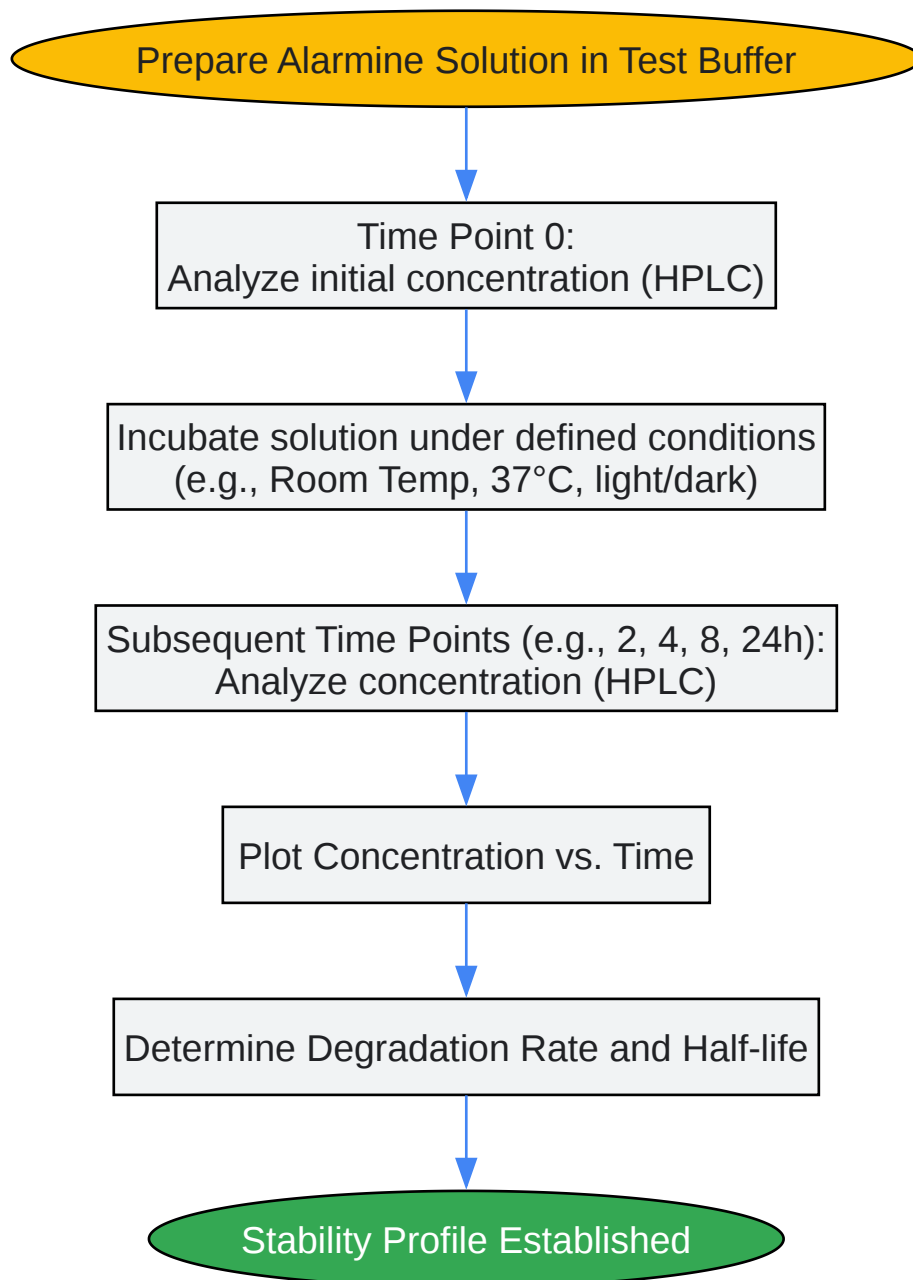 Prepare Alarmine Solution in Test Buffer
Time Point 0:
Analyze initial concentration (HPLC)
Incubate solution under defined conditions
(e.g., Room Temp, 37°C, light/dark)
Subsequent Time Points (e.g., 2, 4, 8, 24h):
Analyze concentration (HPLC)
Plot Concentration vs. Time
Determine Degradation Rate and Half-life
Stability Profile Established